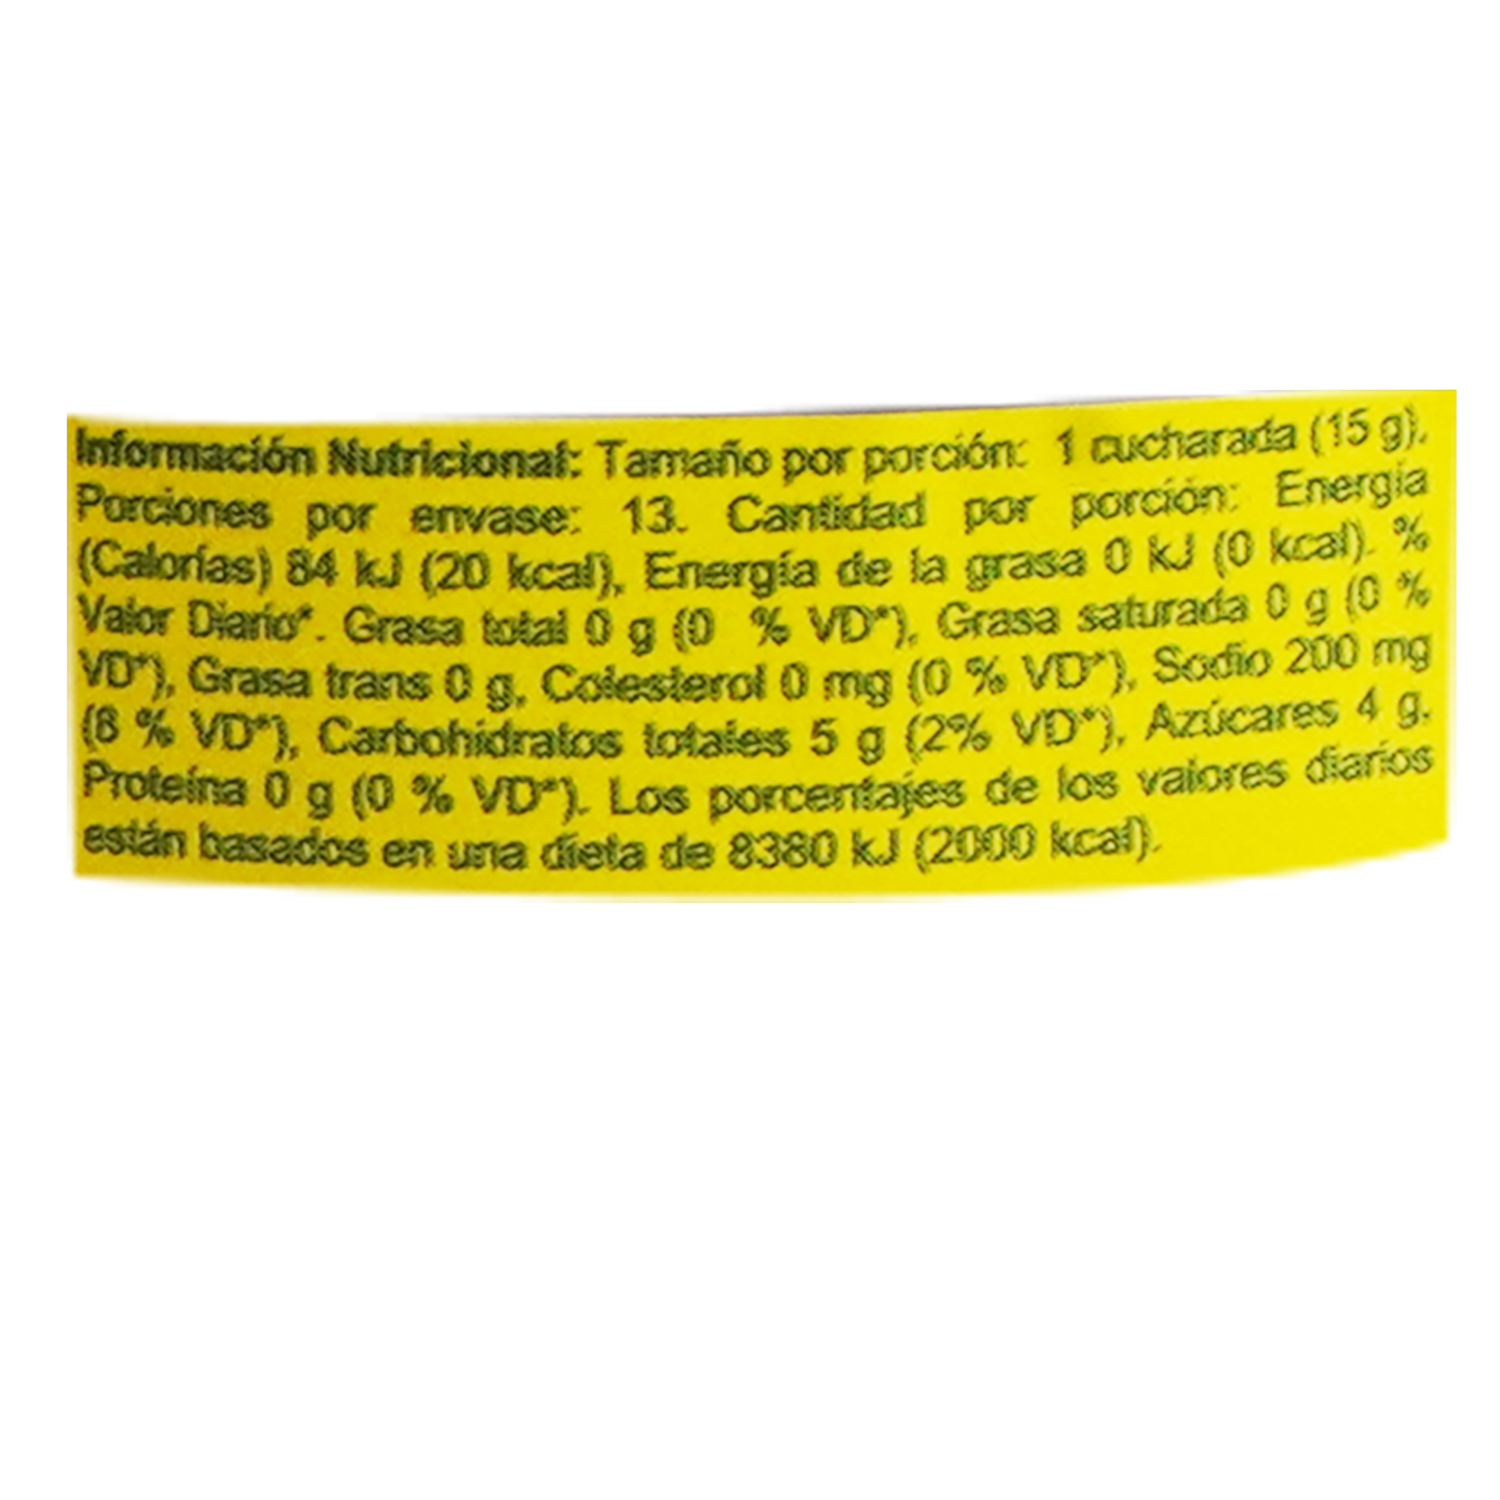 Información Nutricional: Tamaño por porción: 1 cucharada (15 g),
Porciones por envase: 13. Cantidad por porción: Energía
(Calorías) 84 kJ (20 kcal), Energía de la grasa 0 kJ (0 kcal). %
Valor Diario*. Grasa total 0 g (0 % VD*), Grasa saturada 0 g (0 %
VD*), Grasa trans 0 g, Colesterol 0 mg (0 % VD*), Sodio 200 mg
(8 % VD*), Carbohidratos totales 5 g (2% VD*), Azúcares 4 g,
Proteína 0 g (0 % VD*). Los porcentajes de los valores diarios
están basados en una dieta de 8380 kJ (2000 kcal).